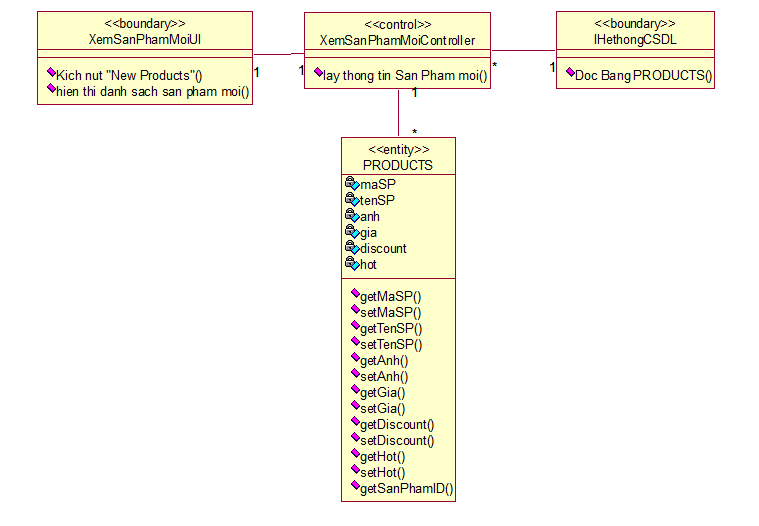 <<boundary>>
XemSanPhamMoiUI
Kich nut "New Products"()
hien thi danh sach san pham moi()
1
1
<<control>>
XemSanPhamMoiController
lay thong tin San Pham moi()
*
1
<<boundary>>
IHethongCSDL
Doc Bang PRODUCTS()
1
*
<<entity>>
PRODUCTS
maSP
tenSP
anh
gia
discount
hot
getMaSP()
setMaSP()
getTenSP()
setTenSP()
getAnh()
setAnh()
getGia()
setGia()
getDiscount()
setDiscount()
getHot()
setHot()
getSanPhamID()